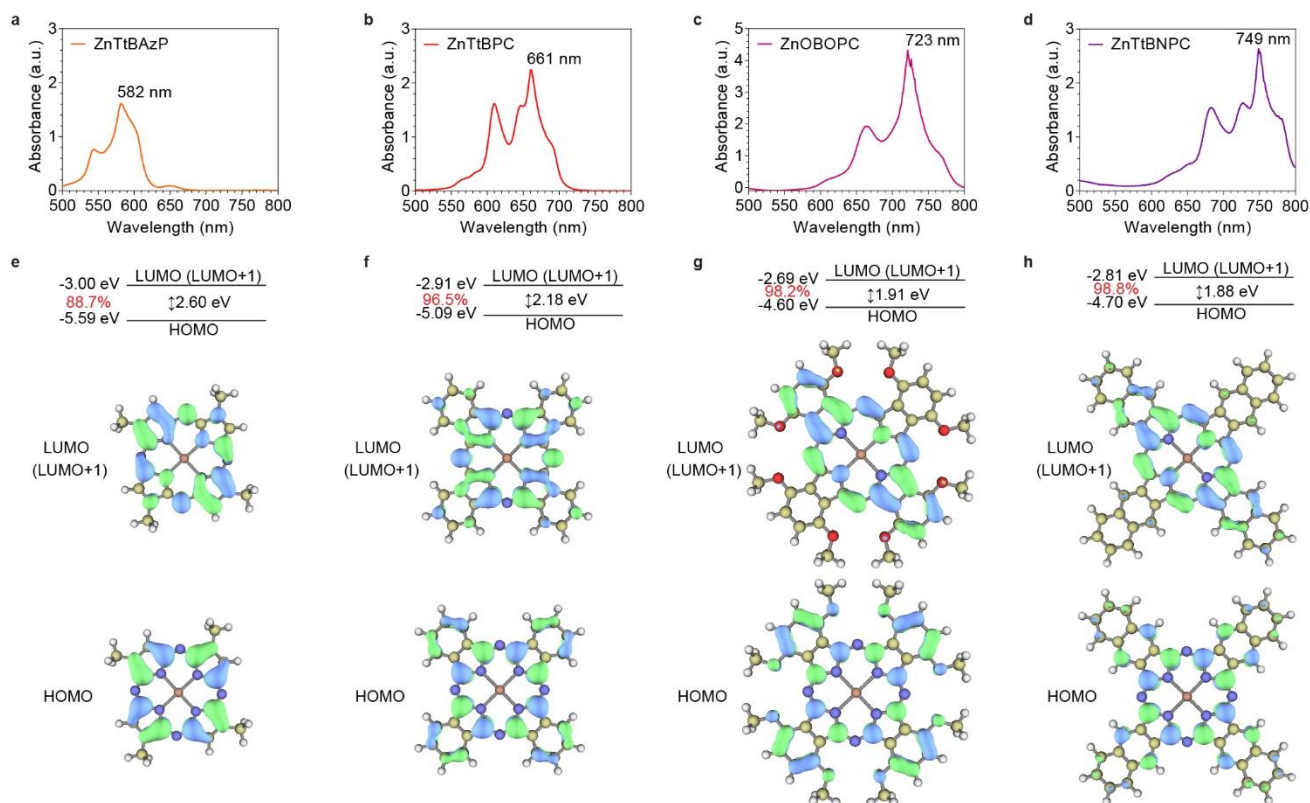 a
3
2
1
0
Absorbance (a.u.)
ZnTtBAzP
582 nm
500 550 600 650 700 750 800
Wavelength (nm)
b
3
2
1
0
Absorbance (a.u.)
ZnTtBPC
661 nm
500 550 600 650 700 750 800
Wavelength (nm)
c
5
4
3
2
1
0
Absorbance (a.u.)
ZnOBOPC
723 nm
500 550 600 650 700 750 800
Wavelength (nm)
d
3
2
1
0
Absorbance (a.u.)
ZnTtBNPC
749 nm
500 550 600 650 700 750 800
Wavelength (nm)
e
-3.00 eV LUMO (LUMO+1)
88.7% ↕2.60 eV
-5.59 eV HOMO
LUMO
(LUMO+1)
HOMO
f
-2.91 eV LUMO (LUMO+1)
96.5% ↕2.18 eV
-5.09 eV HOMO
LUMO
(LUMO+1)
HOMO
g
-2.69 eV LUMO (LUMO+1)
98.2% ↕1.91 eV
-4.60 eV HOMO
LUMO
(LUMO+1)
HOMO
h
-2.81 eV LUMO (LUMO+1)
98.8% ↕1.88 eV
-4.70 eV HOMO
LUMO
(LUMO+1)
HOMO